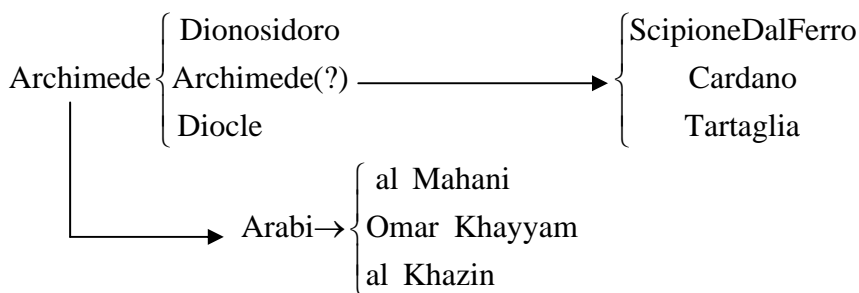 Dionosidoro
Archimede
Archimede(?)
Diocle
ScipioneDalFerro
Cardano
Tartaglia
Arabi→
al Mahani
Omar Khayyam
al Khazin